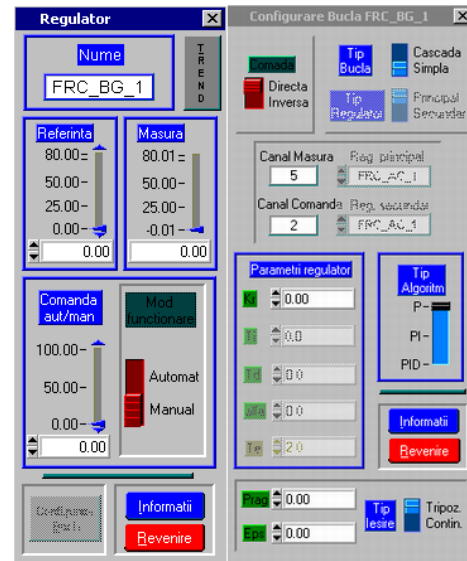 Regulator
Nume
FRC_BG_1
TREND
Referinta
80.00
50.00
25.00
0.00
0.00
Masura
80.01
50.00
25.00
-0.01
0.00
Comanda
aut/man
100.00
50.00
0.00
0.00
Mod
functionare
Automat
Manual
Informatii
Revenire
Configurare Bucla FRC_BG_1
Comada
Directa
Inversa
Tip
Bucla
Cascada
Simpla
Tip
Regulator
Principal
Secundar
Canal Masura
5
Reg. principal
FRC_AC_1
Canal Comanda
2
Reg. secundar
FRC_AC_1
Parametri regulator
Kr 0.00
Ti 0.0
Td 0.0
alfa 0.0
Te 2.0
Tip
Algoritm
P
PI
PID
Informatii
Revenire
Prag 0.00
Eps 0.00
Tip
Iesire
Tripoz.
Contin.